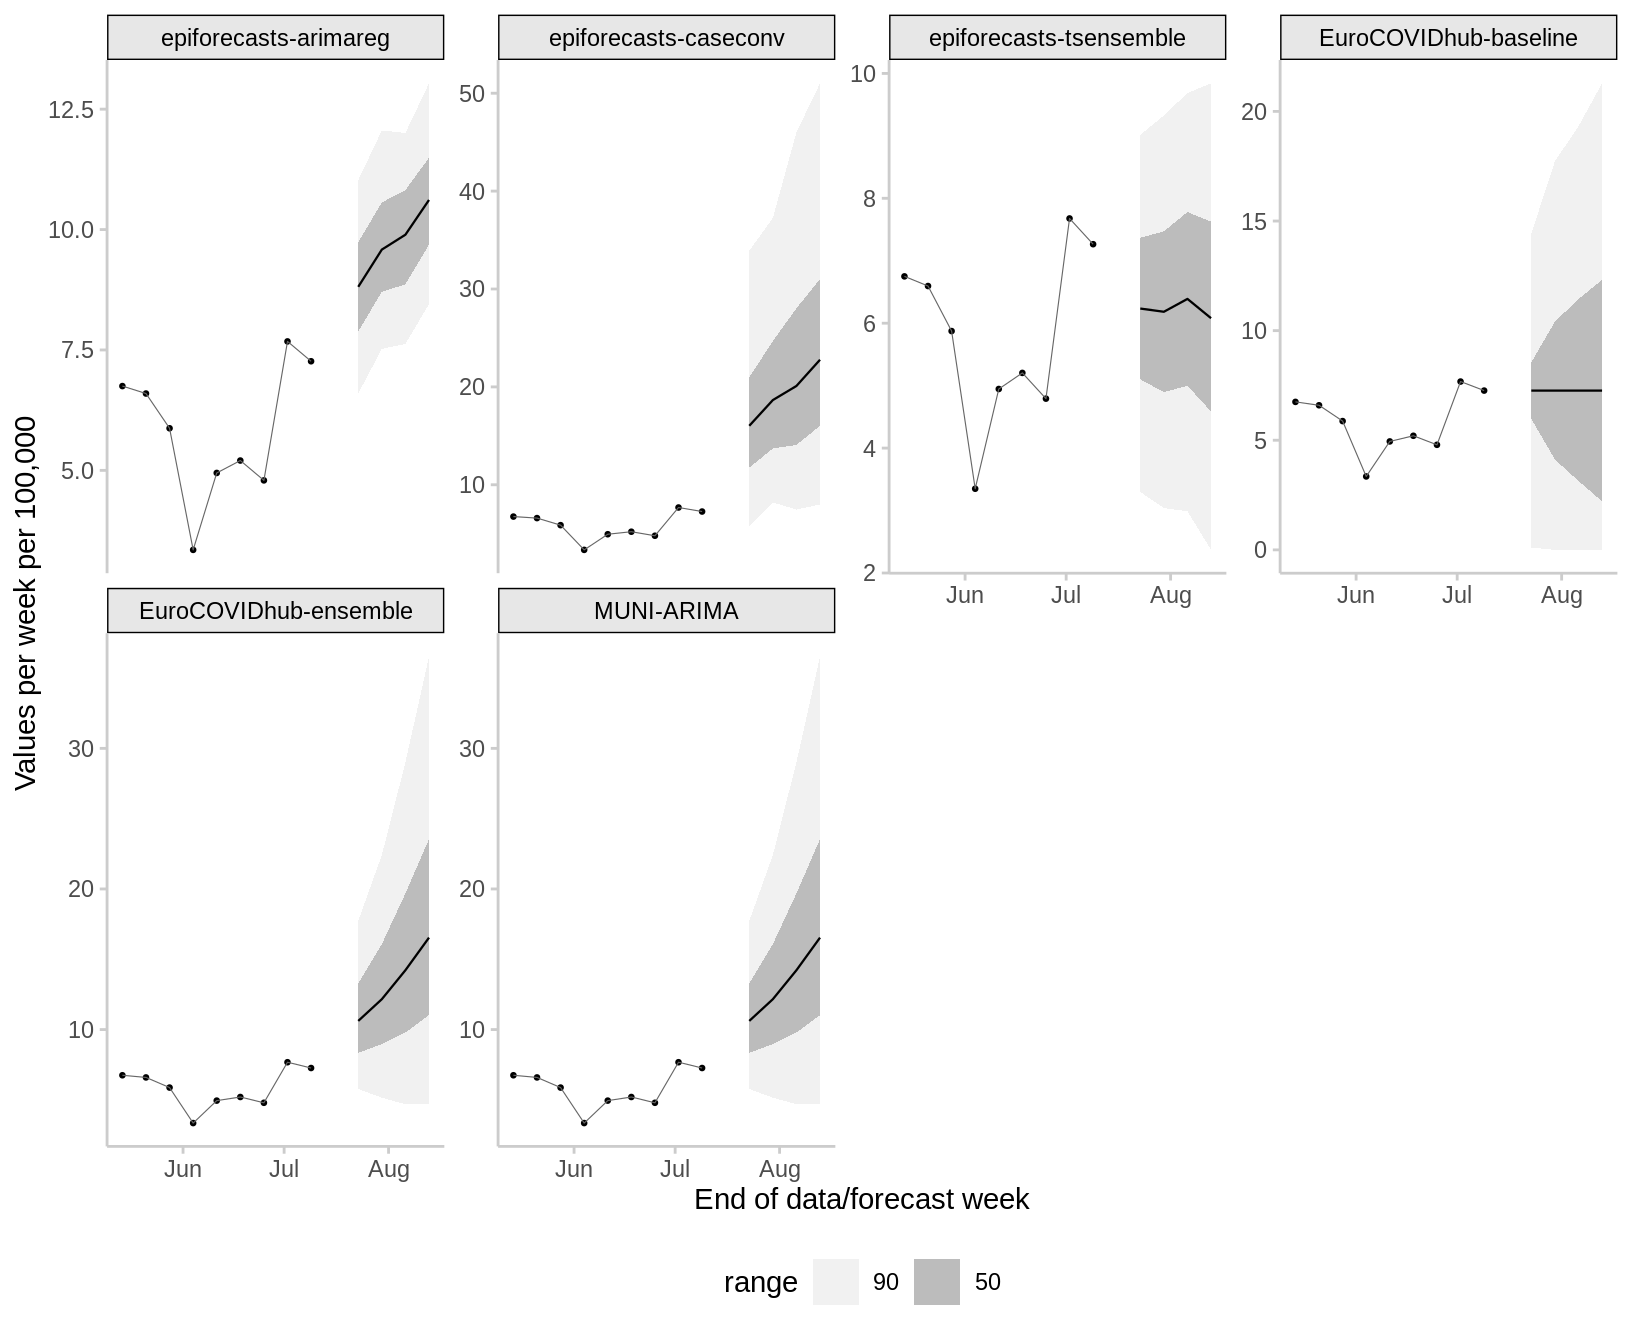 epiforecasts-arimareg
epiforecasts-caseconv
epiforecasts-tsensemble
EuroCOVIDhub-baseline
12.5
10.0
7.5
5.0
50
40
30
20
10
10
8
6
4
2
Jun
Jul
Aug
20
15
10
5
0
Jun
Jul
Aug
EuroCOVIDhub-ensemble
MUNI-ARIMA
30
20
10
Jun
Jul
Aug
30
20
10
Jun
Jul
Aug
Values per week per 100,000
End of data/forecast week
range
90
50